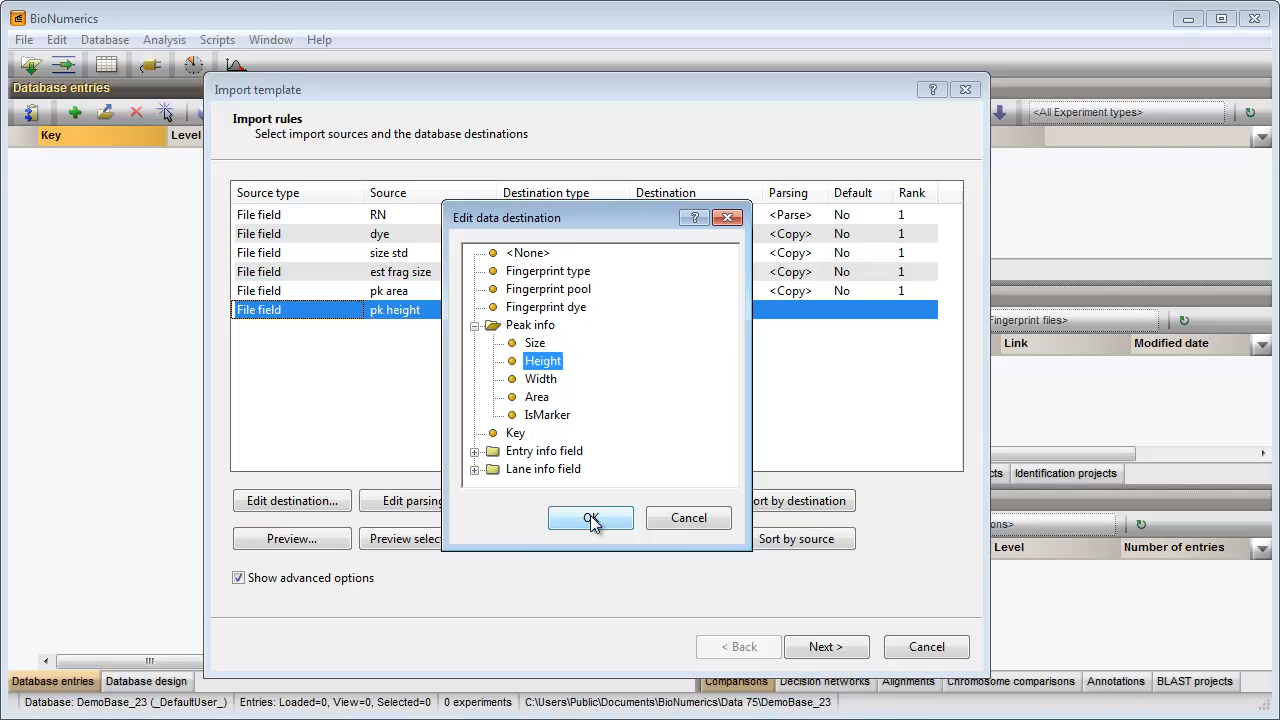 BioNumerics
File Edit Database Analysis Scripts Window Help
Database entries
Key Level
<All Experiment types>
Fingerprint files>
Link Modified date
Identification projects
Level Number of entries
Import template
Import rules
Select import sources and the database destinations
Source type Source Destination type Destination Parsing Default Rank
File field RN <Parse> No 1
File field dye <Copy> No 1
File field size std <Copy> No 1
File field est frag size <Copy> No 1
File field pk area <Copy> No 1
File field pk height
Edit destination... Edit parsing ort by destination
Preview... Preview selec Sort by source
Show advanced options
< Back Next > Cancel
Edit data destination
<None>
Fingerprint type
Fingerprint pool
Fingerprint dye
Peak info
Size
Height
Width
Area
IsMarker
Key
Entry info field
Lane info field
OK Cancel
Database entries Database design
Comparisons Decision networks Alignments Chromosome comparisons Annotations BLAST projects
Database: DemoBase_23 (_DefaultUser_) Entries: Loaded=0, View=0, Selected=0 0 experiments C:\Users\Public\Documents\BioNumerics\Data 75\DemoBase_23